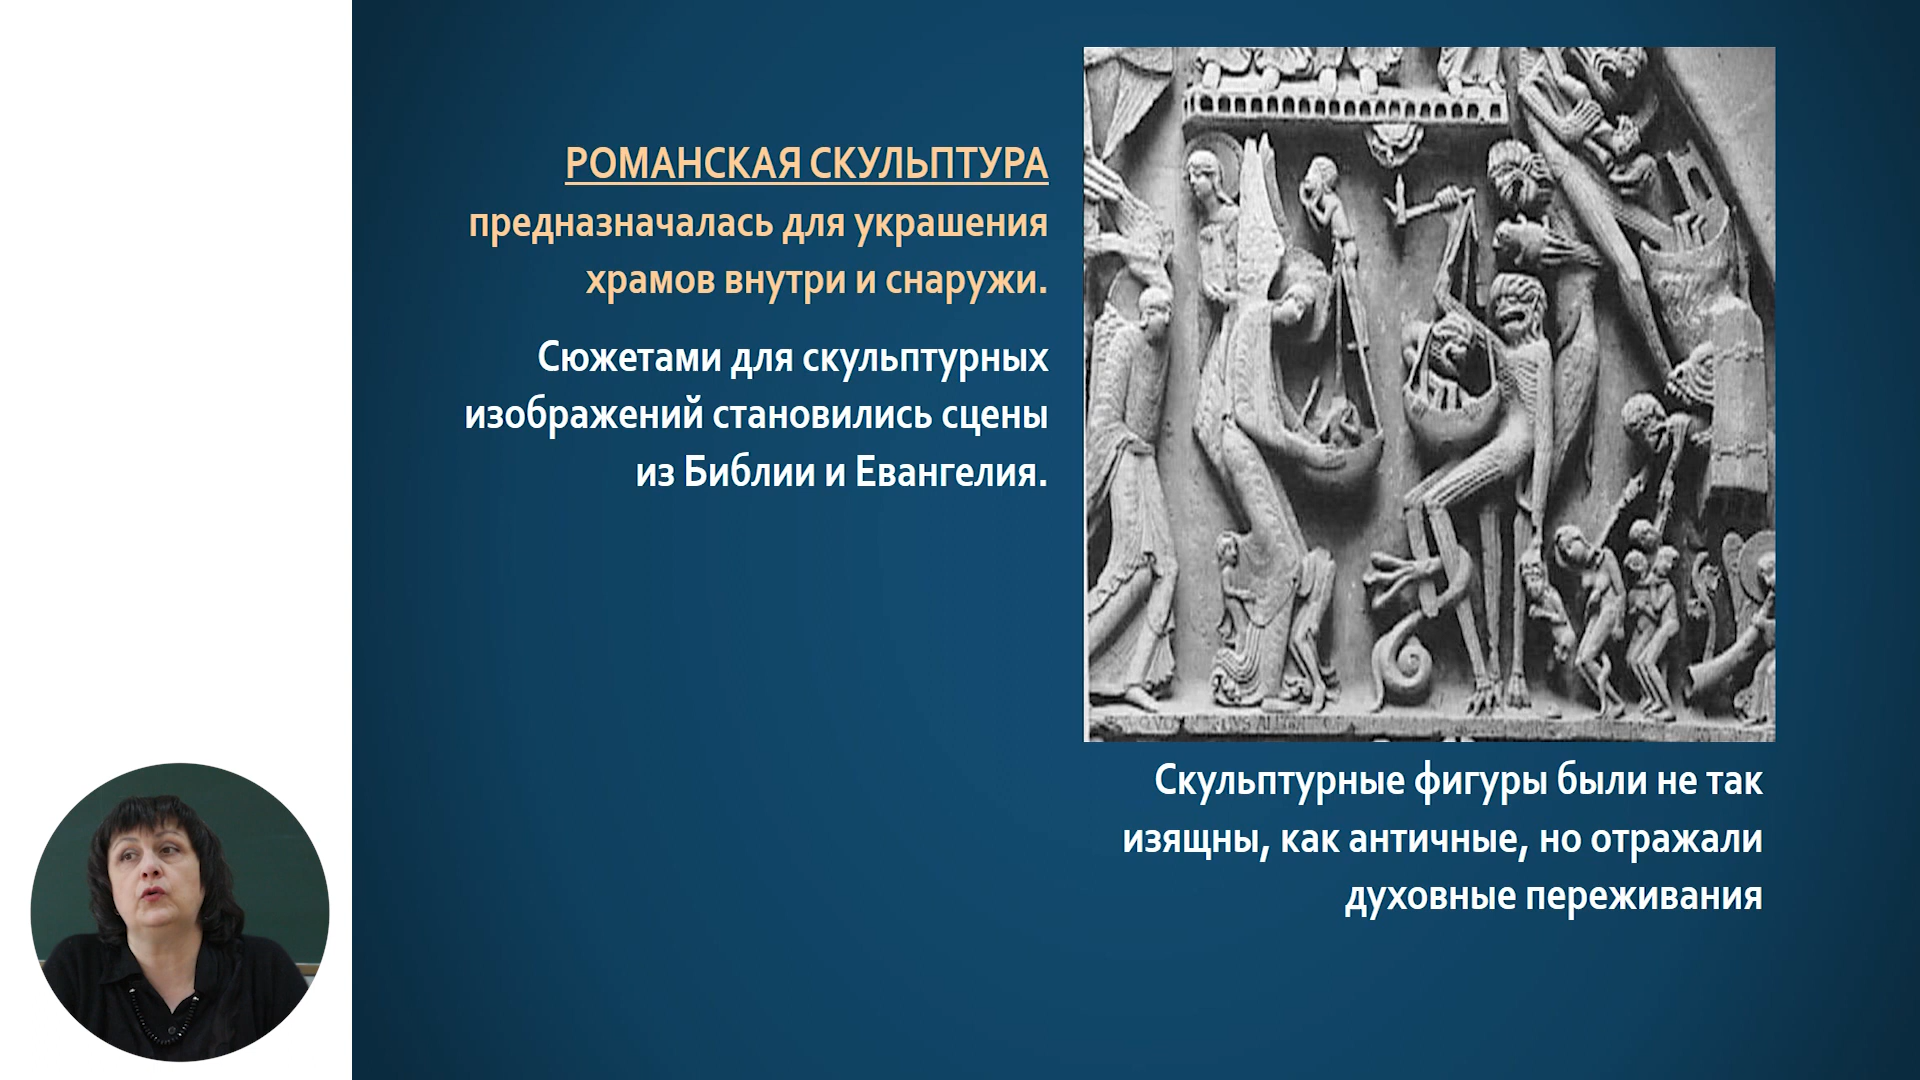 РОМАНСКАЯ СКУЛЬПТУРА
предназначалась для украшения
храмов внутри и снаружи.
Сюжетами для скульптурных
изображений становились сцены
из Библии и Евангелия.
Скульптурные фигуры были не так
изящны, как античные, но отражали
духовные переживания